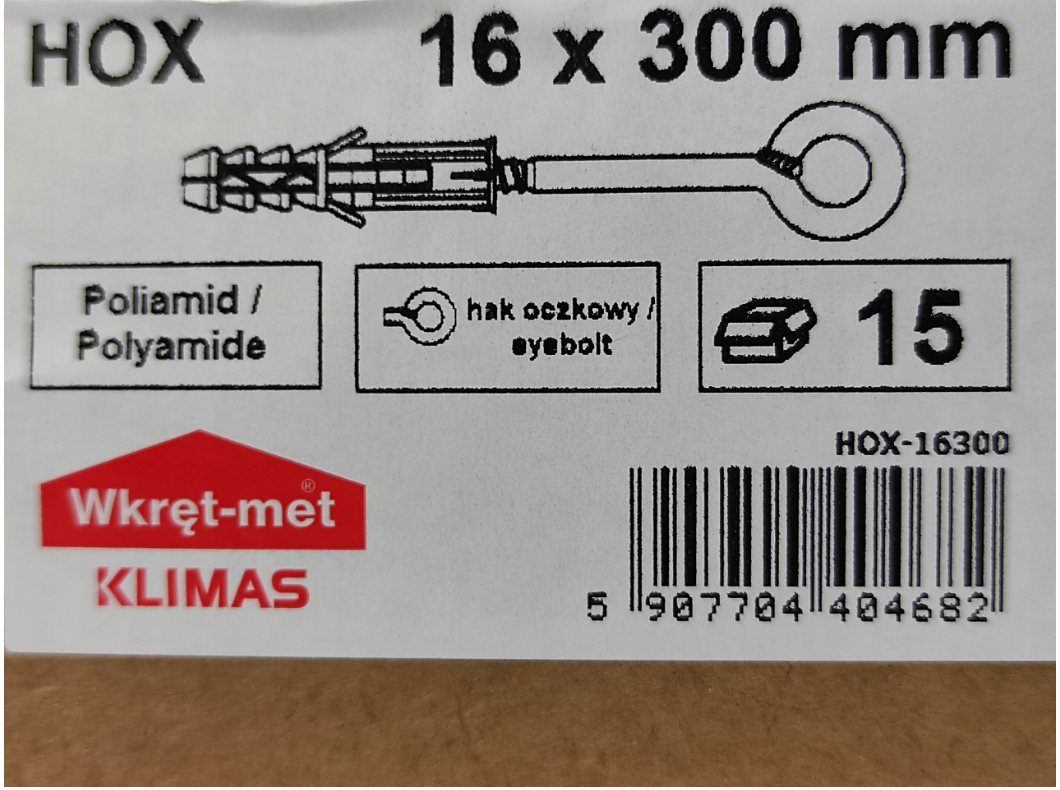 HOX 16 x 300 mm
Poliamid /
Polyamide
hak oczkowy /
eyebolt
15
HOX-16300
Wkręt-met®
KLIMAS
5 907704 404682